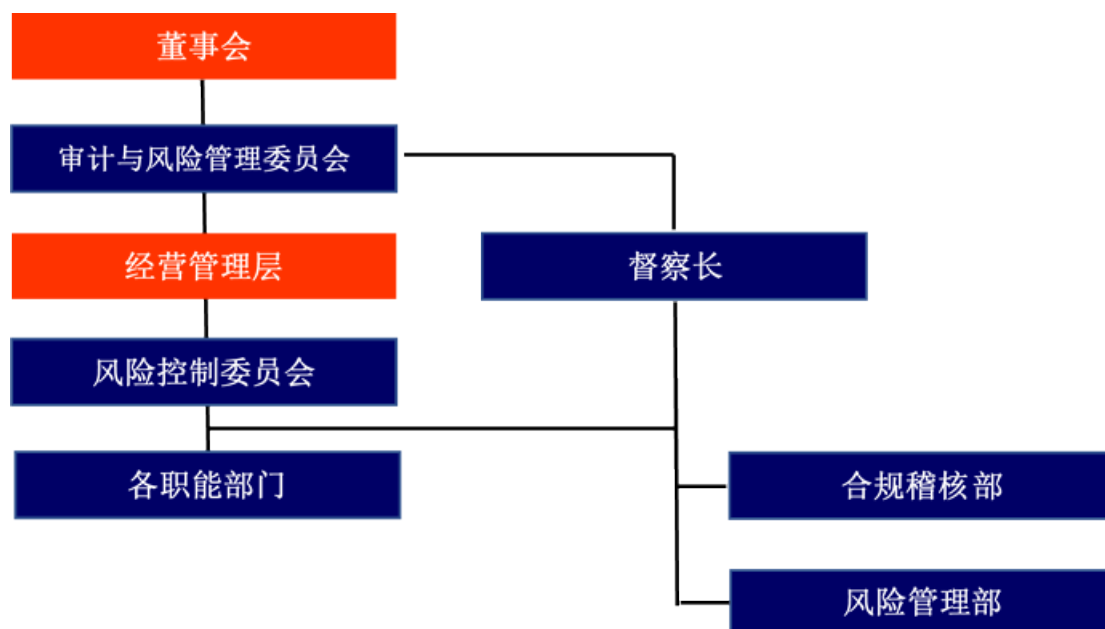 董事会
审计与风险管理委员会
经营管理层
督察长
风险控制委员会
各职能部门
合规稽核部
风险管理部